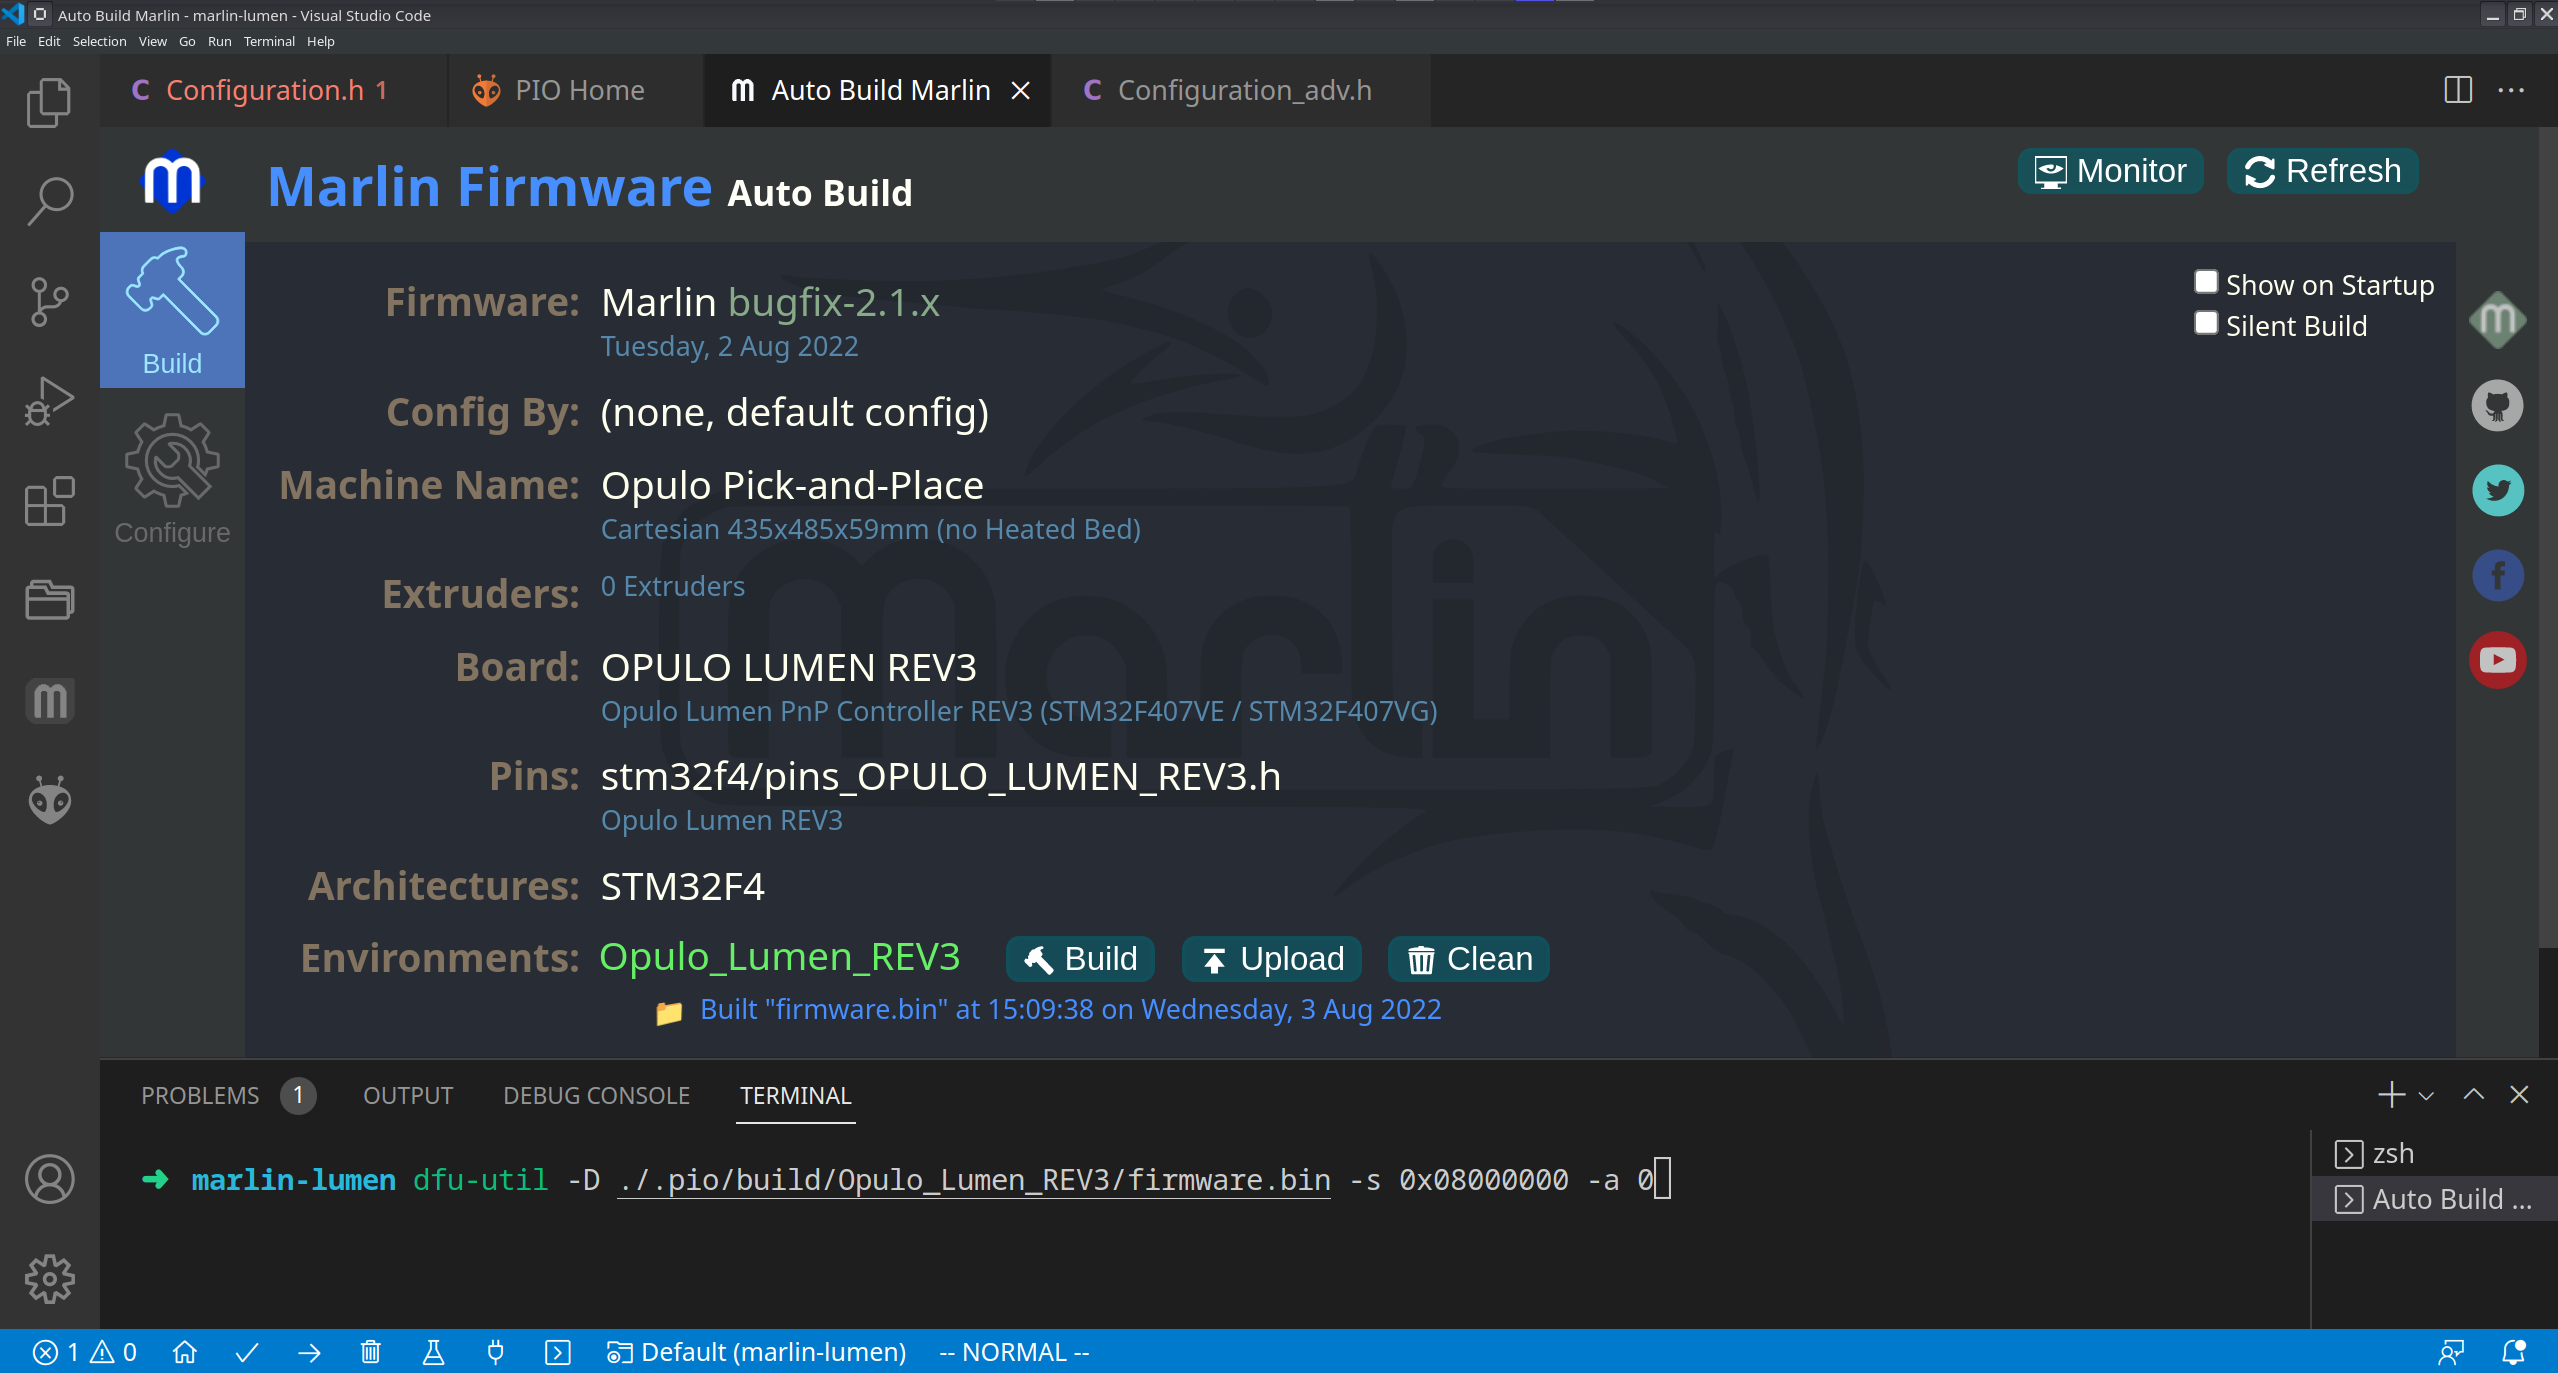 Auto Build Marlin - marlin-lumen - Visual Studio Code
File Edit Selection View Go Run Terminal Help
Configuration.h 1 PIO Home Auto Build Marlin Configuration_adv.h
Marlin Firmware Auto Build
Monitor Refresh
Build
Configure
Show on Startup
Silent Build
Firmware: Marlin bugfix-2.1.x
Tuesday, 2 Aug 2022
Config By: (none, default config)
Machine Name: Opulo Pick-and-Place
Cartesian 435x485x59mm (no Heated Bed)
Extruders: 0 Extruders
Board: OPULO LUMEN REV3
Opulo Lumen PnP Controller REV3 (STM32F407VE / STM32F407VG)
Pins: stm32f4/pins_OPULO_LUMEN_REV3.h
Opulo Lumen REV3
Architectures: STM32F4
Environments: Opulo_Lumen_REV3 Build Upload Clean
Built "firmware.bin" at 15:09:38 on Wednesday, 3 Aug 2022
marlin
PROBLEMS 1 OUTPUT DEBUG CONSOLE TERMINAL
➜ marlin-lumen dfu-util -D ./.pio/build/Opulo_Lumen_REV3/firmware.bin -s 0x08000000 -a 0
zsh
Auto Build ...
1 0 Default (marlin-lumen) -- NORMAL --